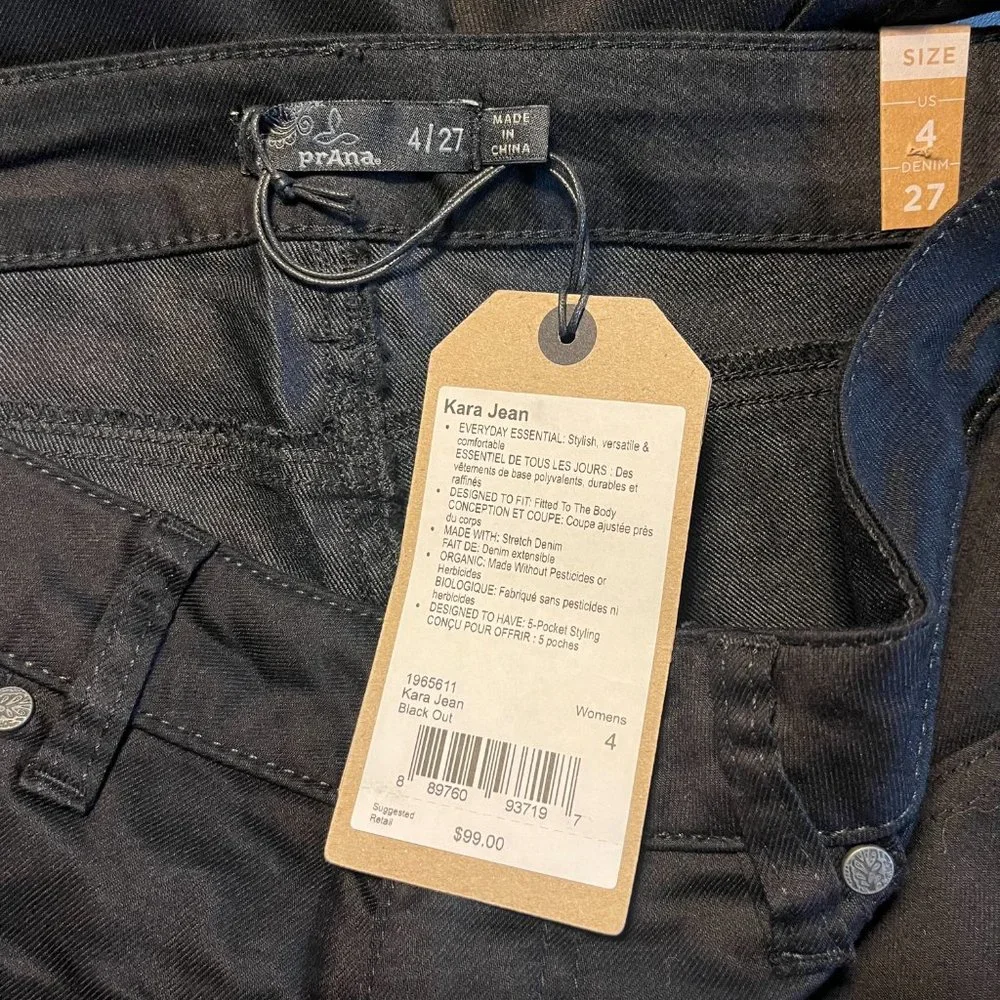 prAna
4/27
MADE
IN
CHINA
SIZE
US
4
DENIM
27
Kara Jean
• EVERYDAY ESSENTIAL: Stylish, versatile &
comfortable
ESSENTIEL DE TOUS LES JOURS : Des
vêtements de base polyvalents, durables et
raffinés
• DESIGNED TO FIT: Fitted To The Body
CONCEPTION ET COUPE: Coupe ajustée près
du corps
• MADE WITH: Stretch Denim
FAIT DE: Denim extensible
• ORGANIC: Made Without Pesticides or
Herbicides
BIOLOGIQUE: Fabriqué sans pesticides ni
herbicides
• DESIGNED TO HAVE: 5-Pocket Styling
CONÇU POUR OFFRIR : 5 poches
1965611
Kara Jean
Black Out
Womens
4
8 89760 93719 7
Suggested
Retail
$99.00